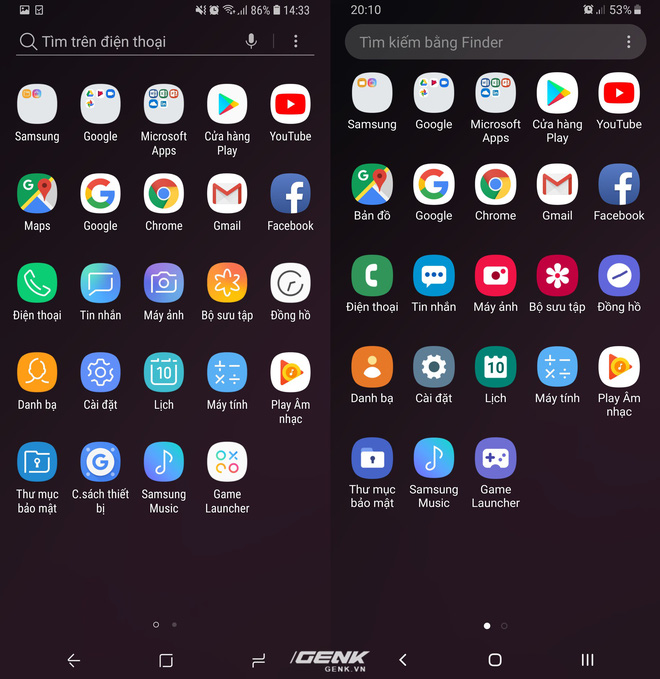 86% 14:33
Tìm trên điện thoại
Samsung Google Microsoft Apps Cửa hàng Play YouTube
Maps Google Chrome Gmail Facebook
Điện thoại Tin nhắn Máy ảnh Bộ sưu tập Đồng hồ
10
Danh bạ Cài đặt Lịch Máy tính Play Âm nhạc
Thư mục bảo mật C.sách thiết bị Samsung Music Game Launcher
20:10 53%
Tìm kiếm bằng Finder
Samsung Google Microsoft Apps Cửa hàng Play YouTube
Bản đồ Google Chrome Gmail Facebook
Điện thoại Tin nhắn Máy ảnh Bộ sưu tập Đồng hồ
10
Danh bạ Cài đặt Lịch Máy tính Play Âm nhạc
Thư mục bảo mật Samsung Music Game Launcher
GENK
GENK.VN